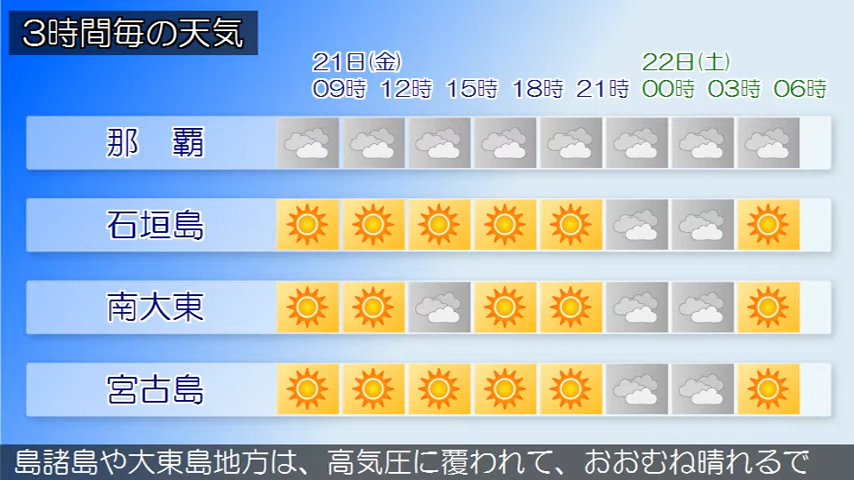 3時間毎の天気
21日(金) 22日(土)
09時 12時 15時 18時 21時 00時 03時 06時
那　覇
石垣島
南大東
宮古島
島諸島や大東島地方は、高気圧に覆われて、おおむね晴れるで